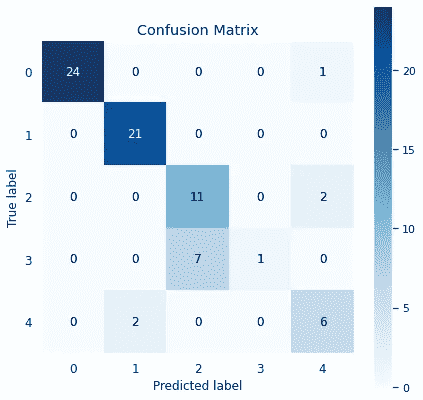 Confusion Matrix
True label
0 24 0 0 0 1
1 0 21 0 0 0
2 0 0 11 0 2
3 0 0 7 1 0
4 0 2 0 0 6
0 1 2 3 4
Predicted label
20
15
10
5
0